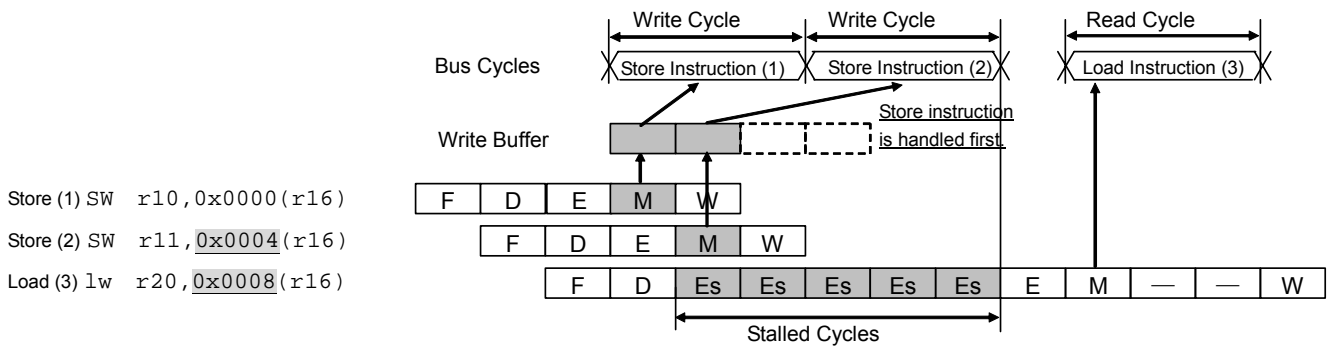 Write Cycle Write Cycle Read Cycle
Bus Cycles Store Instruction (1) Store Instruction (2) Load Instruction (3)
Store instruction
Write Buffer is handled first.
Store (1) SW r10,0x0000(r16) F D E M W
Store (2) SW r11,0x0004(r16) F D E M W
Load (3) lw r20,0x0008(r16) F D Es Es Es Es Es E M — — W
Stalled Cycles